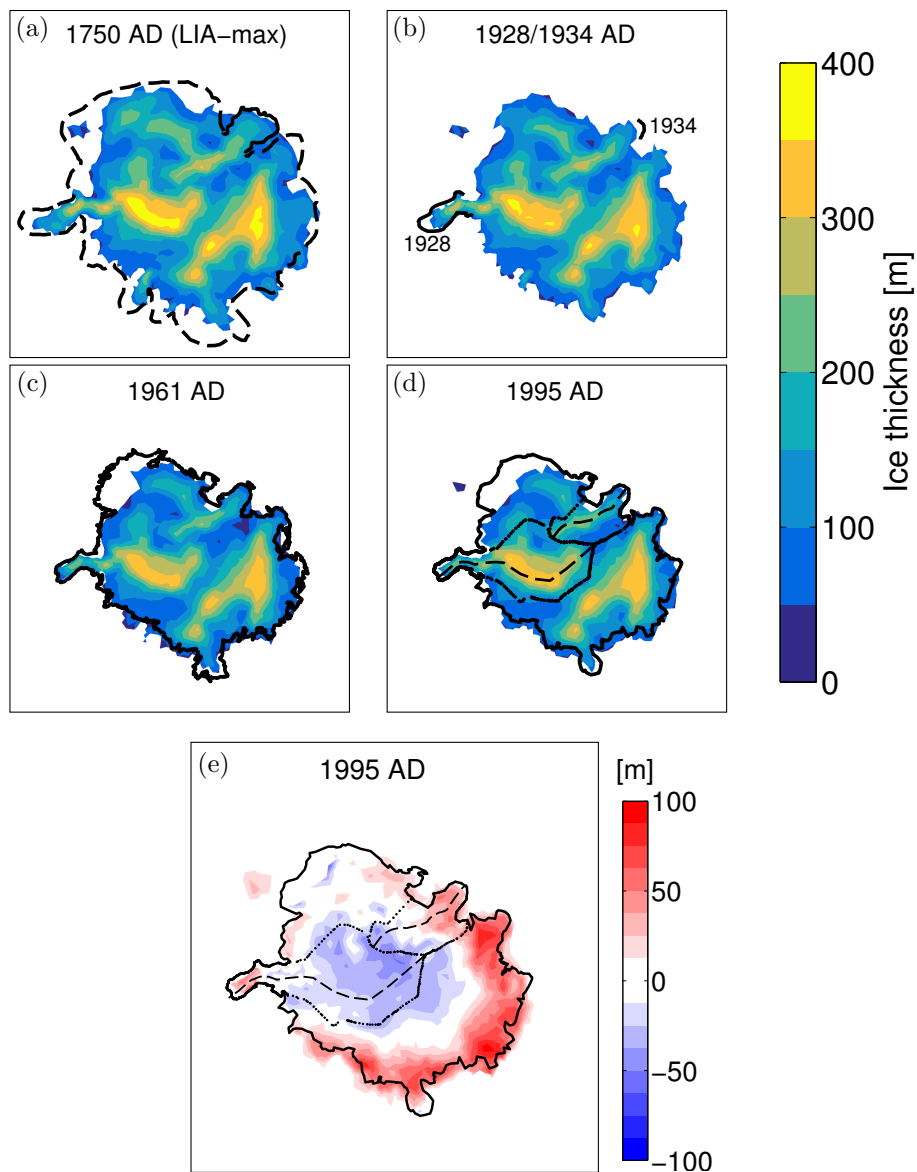 (a)
1750 AD (LIA−max)
(b)
1928/1934 AD
1934
1928
(c)
1961 AD
(d)
1995 AD
400
300
200
100
0
Ice thickness [m]
(e)
1995 AD
[m]
100
50
0
−50
−100